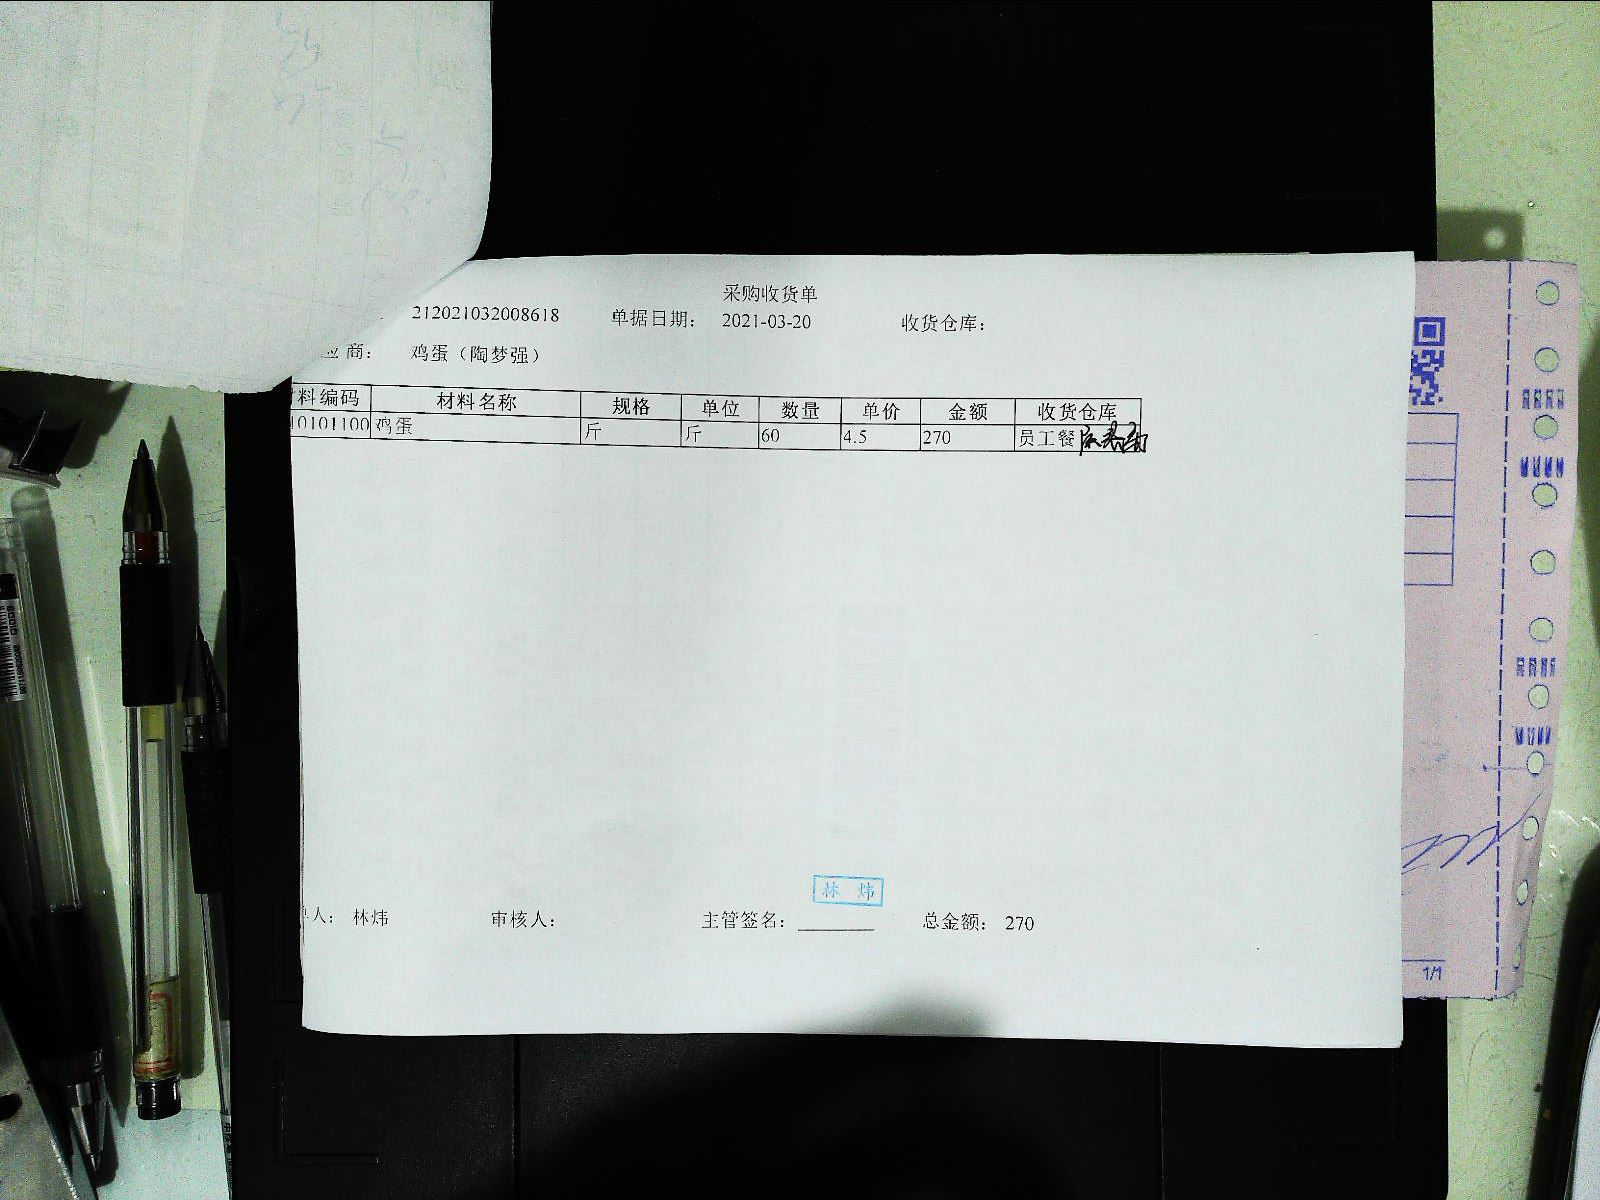 采购收货单
212021032008618 单据日期: 2021-03-20 收货仓库:
应商: 鸡蛋（陶梦强）
料编码 材料名称 规格 单位 数量 单价 金额 收货仓库
10101100 鸡蛋 斤 斤 60 4.5 270 员工餐
林 炜
人: 林炜 审核人: 主管签名: 总金额: 270
1/1